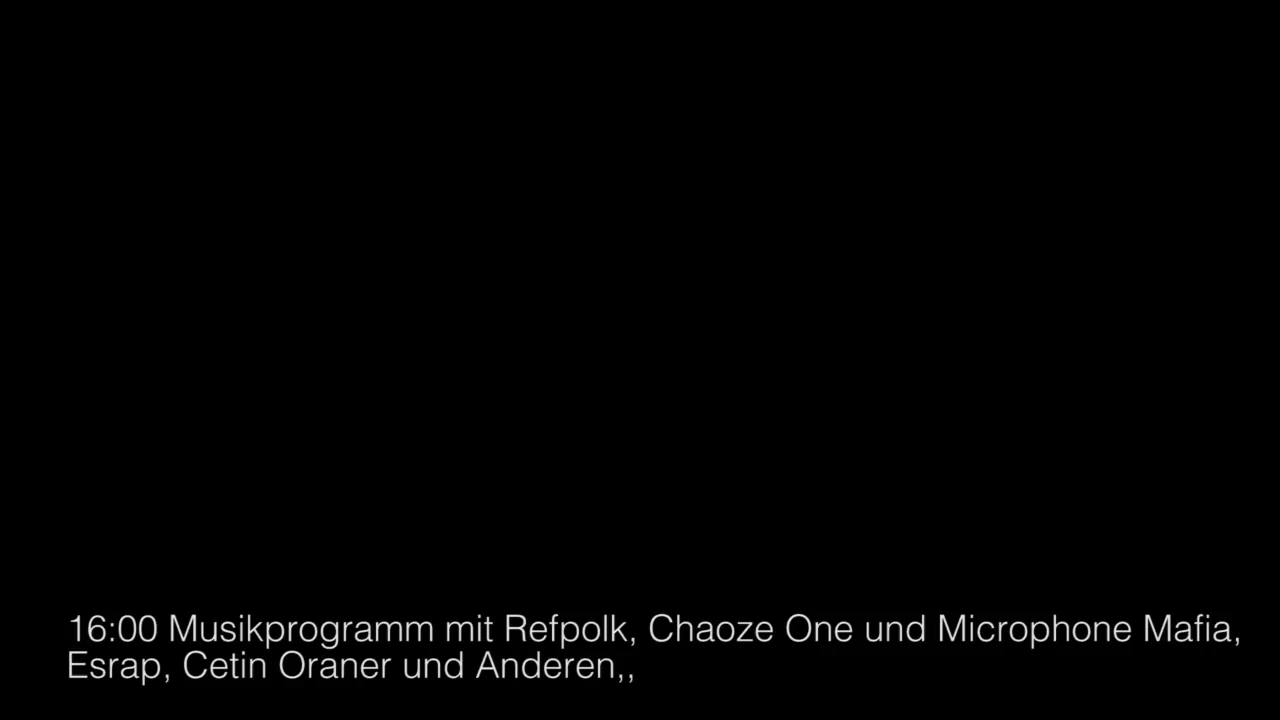 16:00 Musikprogramm mit Refpolk, Chaoze One und Microphone Mafia,
Esrap, Cetin Oraner und Anderen,,